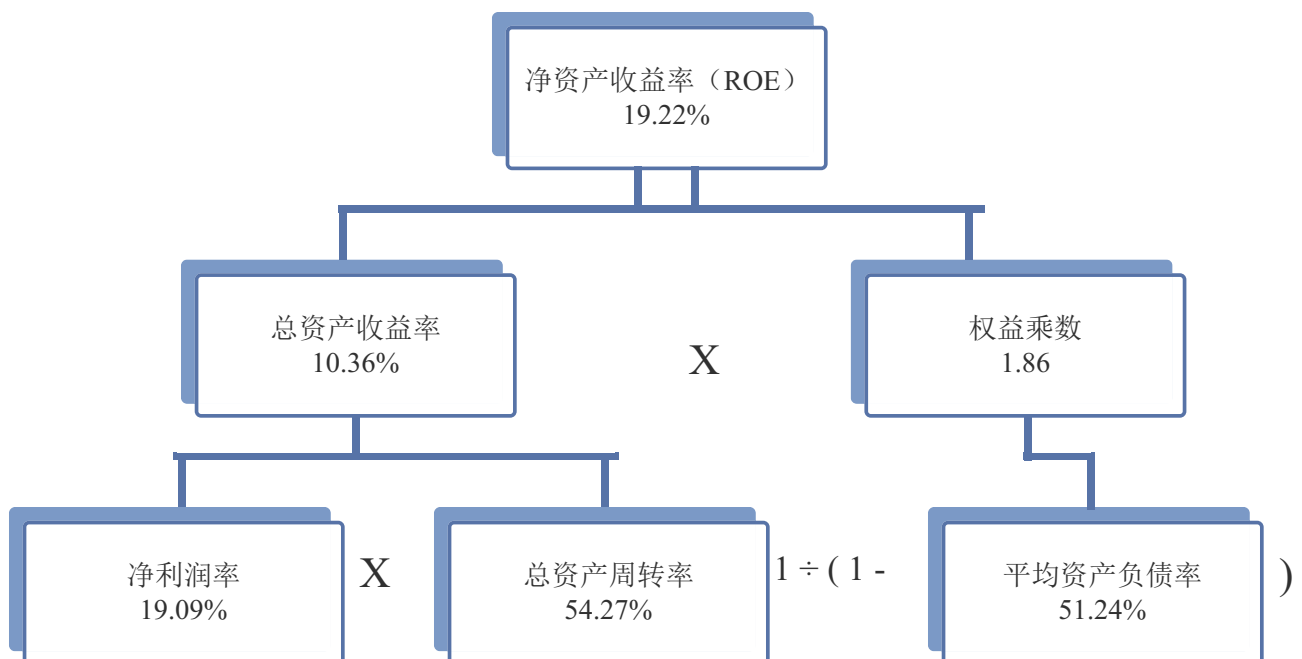 净资产收益率（ROE）
19.22%
总资产收益率
10.36%
X
权益乘数
1.86
净利润率
19.09%
X
总资产周转率
54.27%
1 ÷ ( 1 -
平均资产负债率
51.24%
)